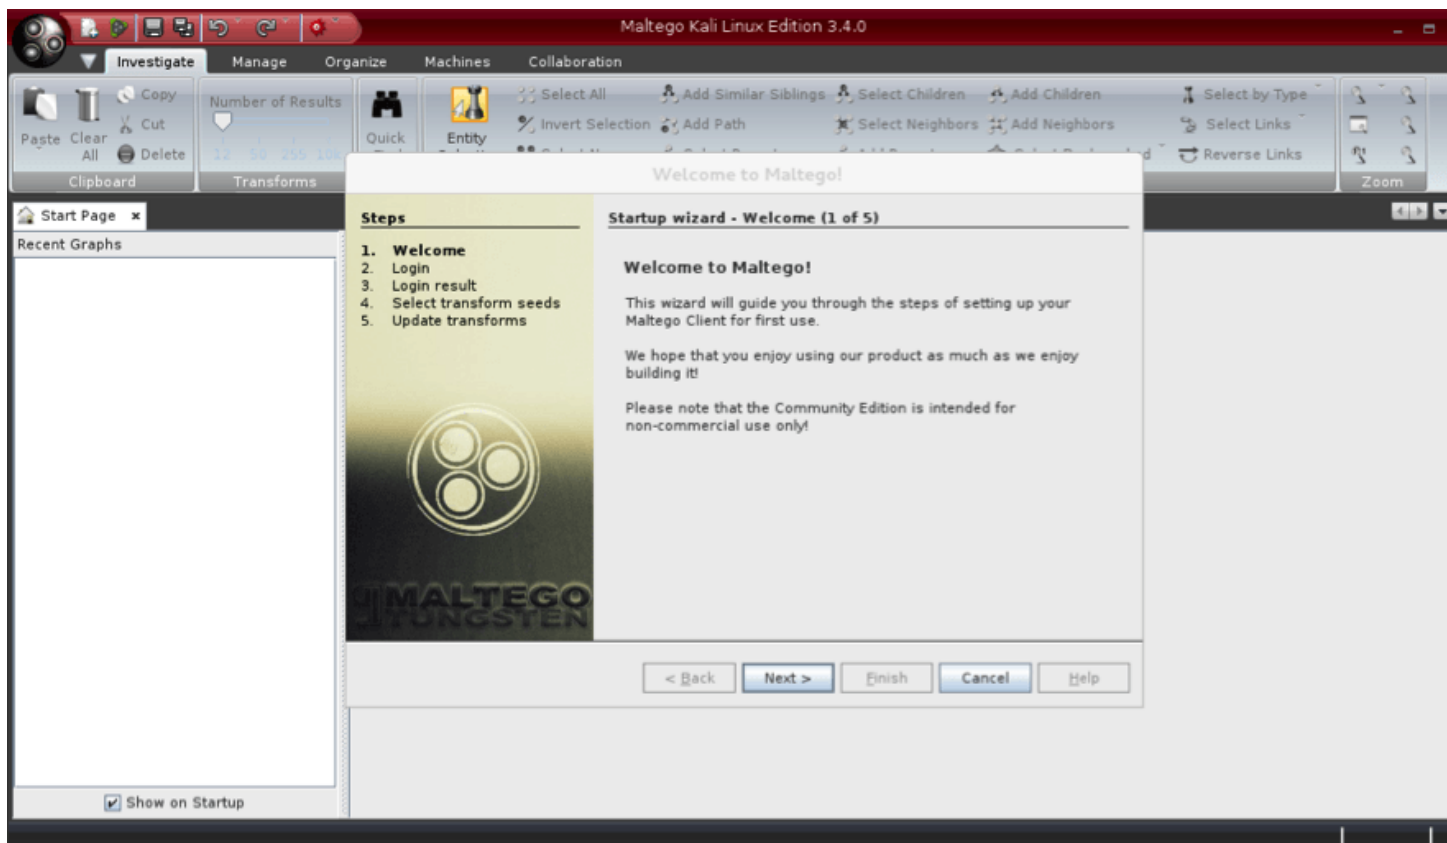 Maltego Kali Linux Edition 3.4.0
Investigate Manage Organize Machines Collaboration
Copy Number of Results Select All Add Similar Siblings Select Children Add Children Select by Type
Cut Invert Selection Add Path Select Neighbors Add Neighbors Select Links
Paste Clear All Delete Quick Entity Reverse Links
12 50 255 10k
Clipboard Transforms Zoom
Welcome to Maltego!
Start Page
Recent Graphs
Steps
1. Welcome
2. Login
3. Login result
4. Select transform seeds
5. Update transforms
MALTEGO
TUNGSTEN
Startup wizard - Welcome (1 of 5)
Welcome to Maltego!
This wizard will guide you through the steps of setting up your
Maltego Client for first use.
We hope that you enjoy using our product as much as we enjoy
building it!
Please note that the Community Edition is intended for
non-commercial use only!
< Back Next > Finish Cancel Help
Show on Startup